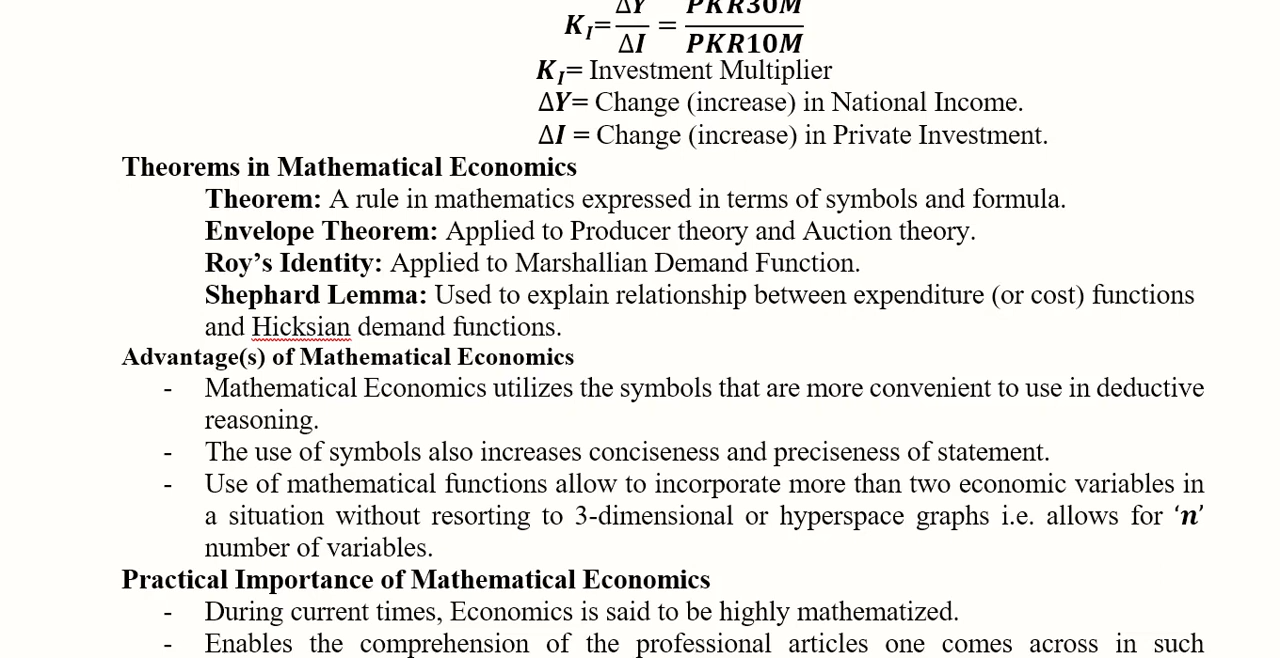 ΔY PKR30M
K_I= ― = ―
ΔI PKR10M
K_I= Investment Multiplier
ΔY= Change (increase) in National Income.
ΔI = Change (increase) in Private Investment.
Theorems in Mathematical Economics
Theorem: A rule in mathematics expressed in terms of symbols and formula.
Envelope Theorem: Applied to Producer theory and Auction theory.
Roy’s Identity: Applied to Marshallian Demand Function.
Shephard Lemma: Used to explain relationship between expenditure (or cost) functions
and Hicksian demand functions.
Advantage(s) of Mathematical Economics
- Mathematical Economics utilizes the symbols that are more convenient to use in deductive
reasoning.
- The use of symbols also increases conciseness and preciseness of statement.
- Use of mathematical functions allow to incorporate more than two economic variables in
a situation without resorting to 3-dimensional or hyperspace graphs i.e. allows for ‘n’
number of variables.
Practical Importance of Mathematical Economics
- During current times, Economics is said to be highly mathematized.
- Enables the comprehension of the professional articles one comes across in such